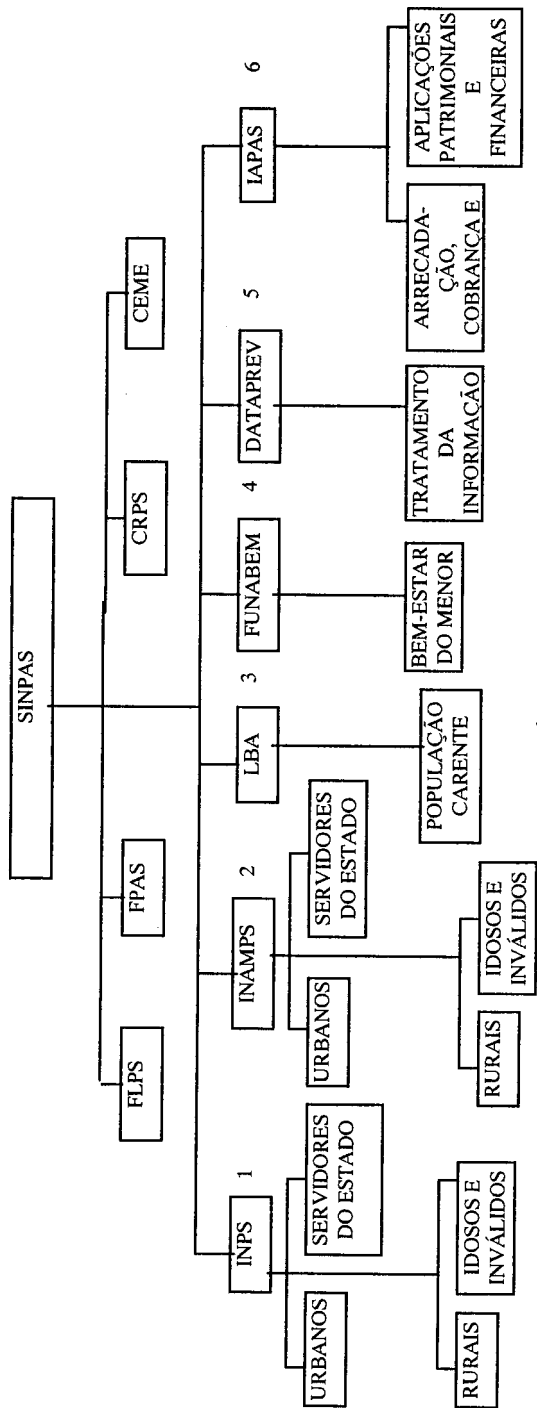 SINPAS
FLPS
FPAS
CRPS
CEME
INPS
1
INAMPS
2
LBA
3
FUNABEM
4
DATAPREV
5
IAPAS
6
URBANOS
SERVIDORES
DO ESTADO
RURAIS
IDOSOS E
INVÁLIDOS
URBANOS
SERVIDORES
DO ESTADO
RURAIS
IDOSOS E
INVÁLIDOS
POPULAÇÃO
CARENTE
BEM-ESTAR
DO MENOR
TRATAMENTO
DA
INFORMAÇÃO
ARRECADA-
ÇÃO,
COBRANÇA E
APLICAÇÕES
PATRIMONIAIS
E
FINANCEIRAS